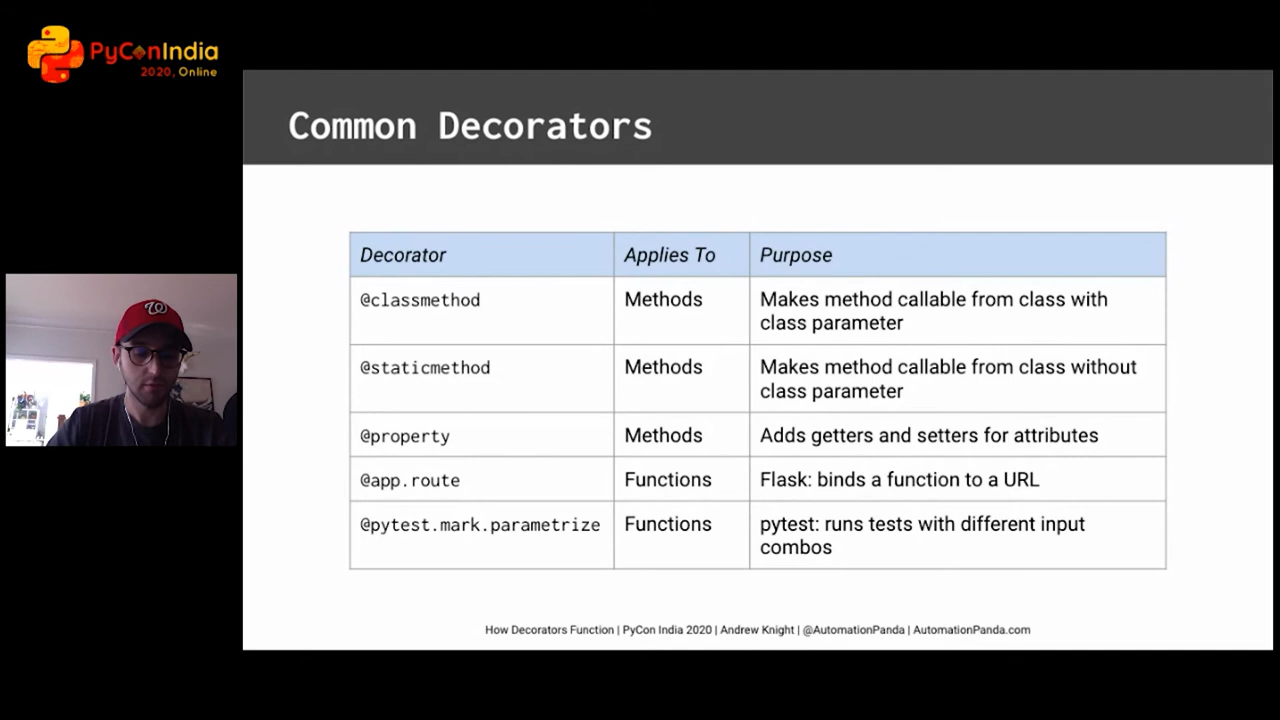 PyConIndia
2020, Online
Common Decorators
Decorator Applies To Purpose
@classmethod Methods Makes method callable from class with
class parameter
@staticmethod Methods Makes method callable from class without
class parameter
@property Methods Adds getters and setters for attributes
@app.route Functions Flask: binds a function to a URL
@pytest.mark.parametrize Functions pytest: runs tests with different input
combos
How Decorators Function | PyCon India 2020 | Andrew Knight | @AutomationPanda | AutomationPanda.com
W